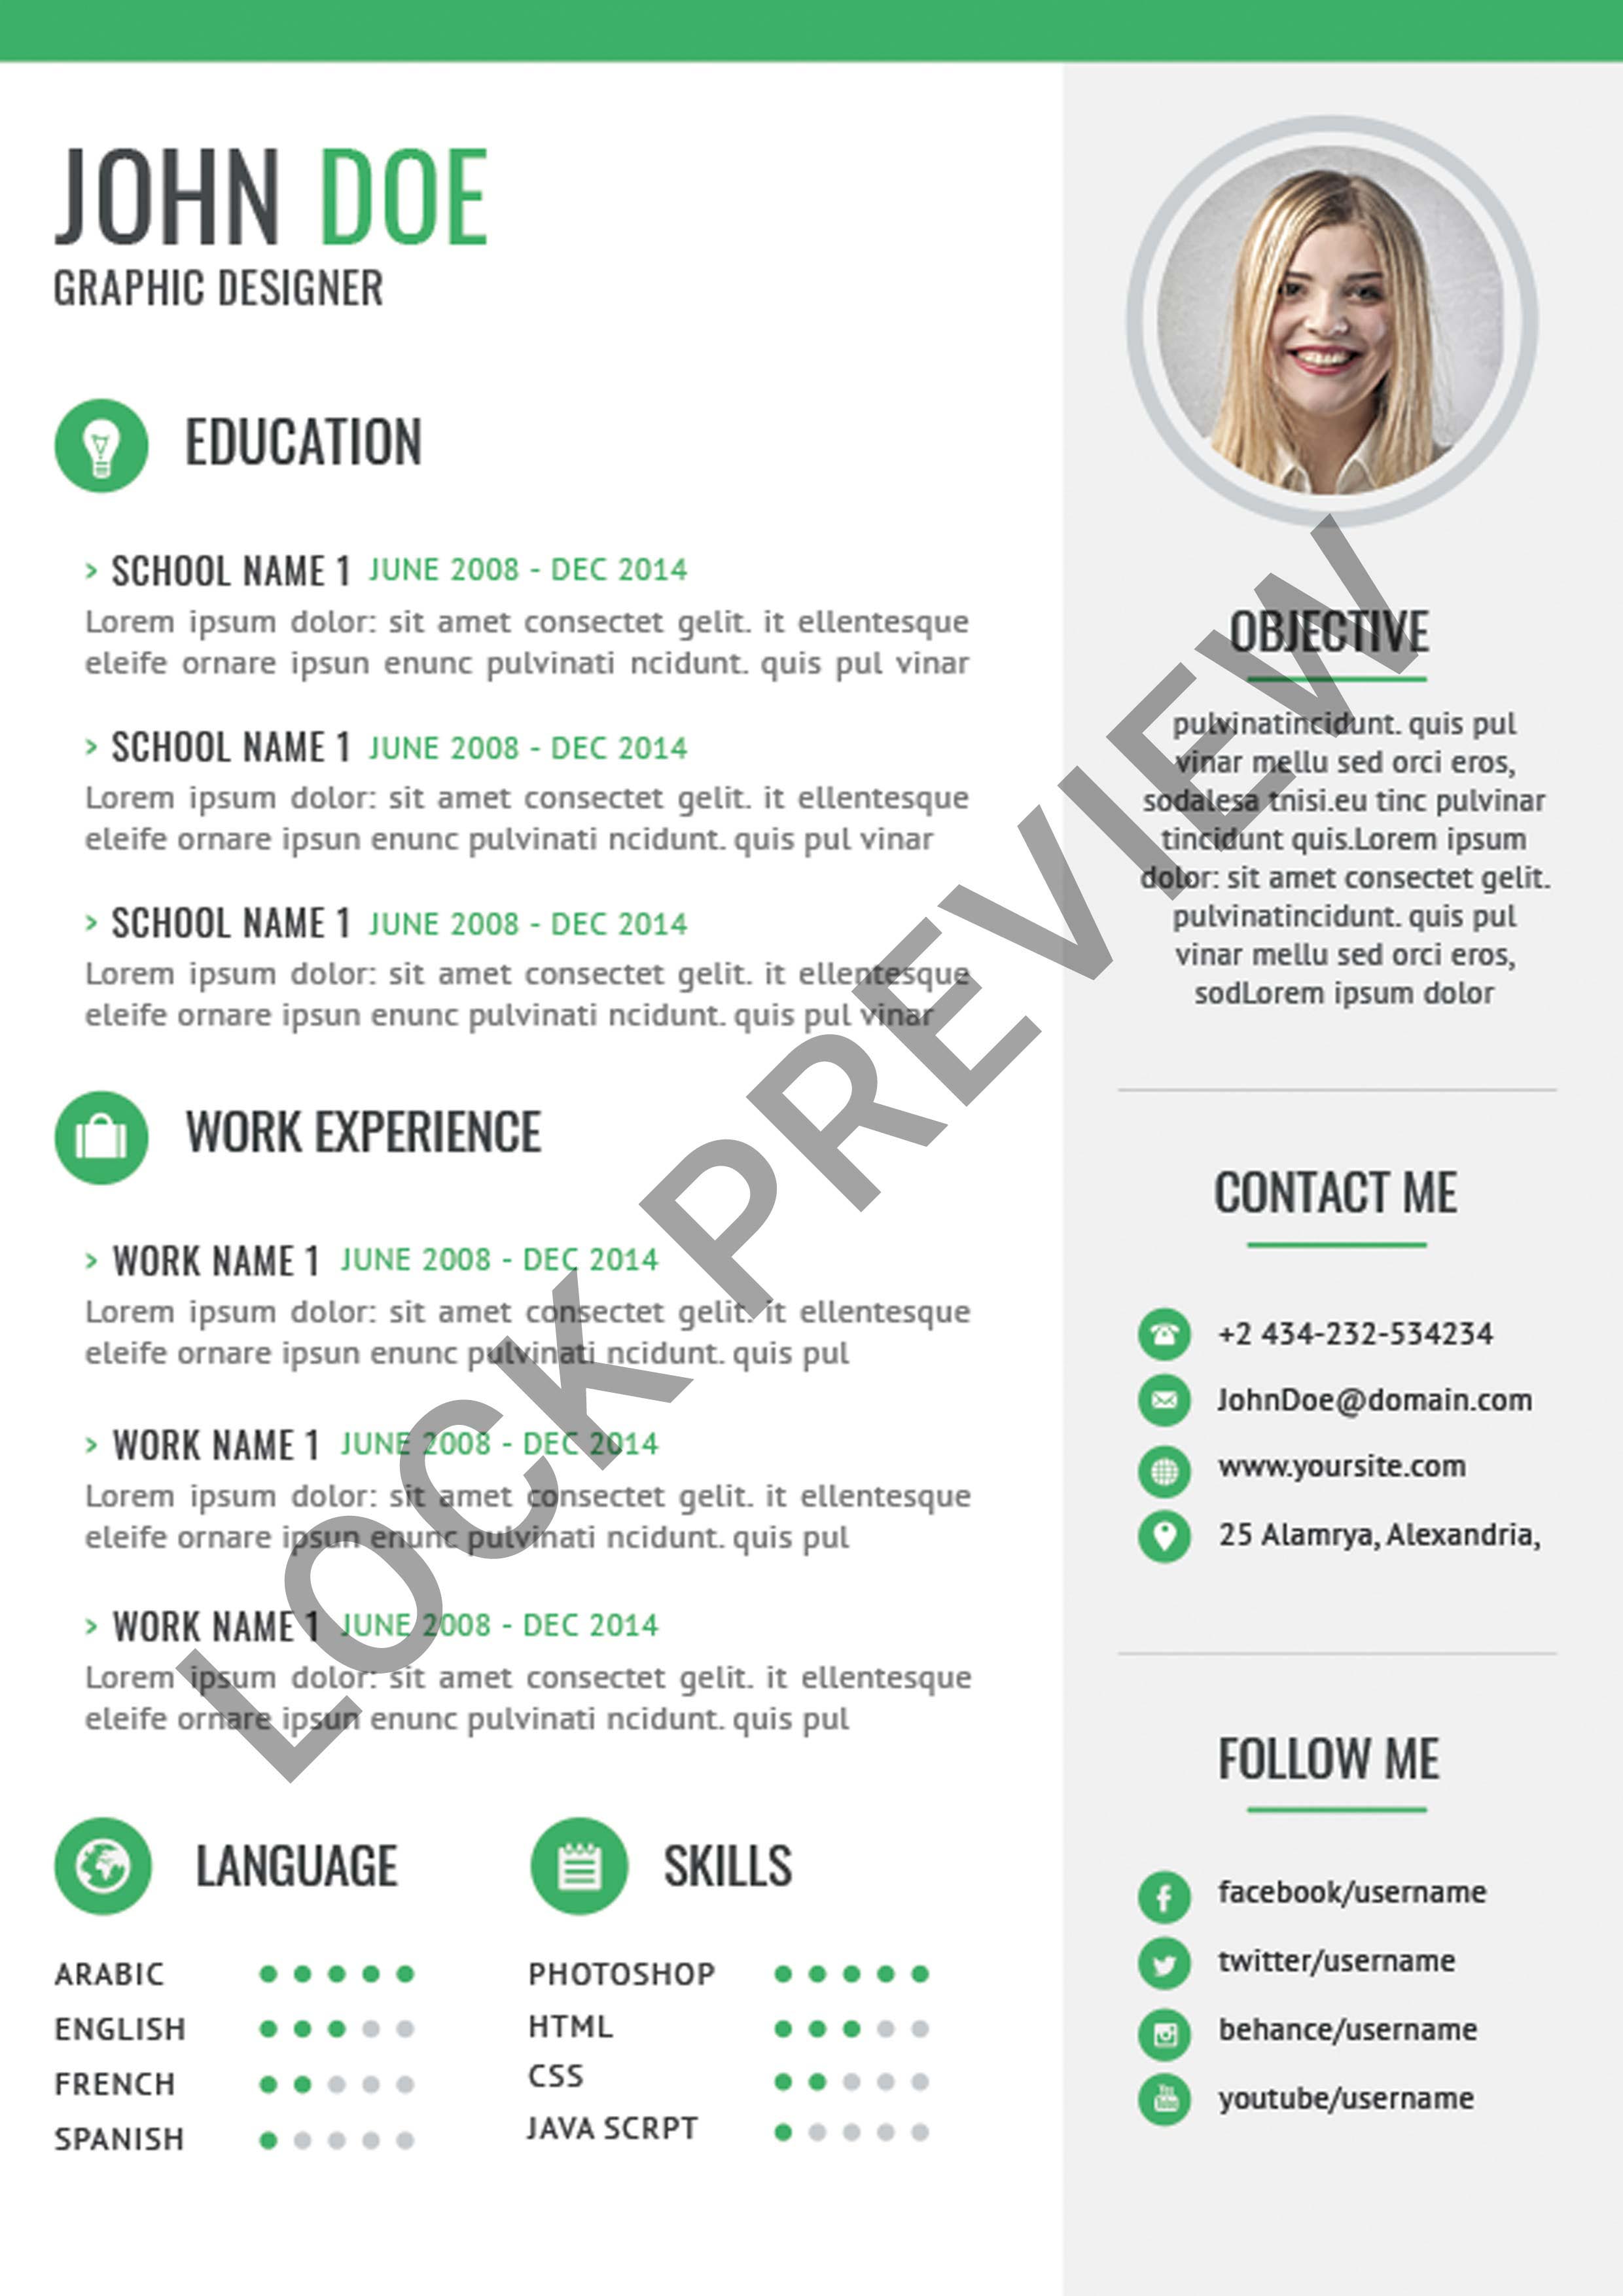 JOHN DOE
GRAPHIC DESIGNER
EDUCATION
> SCHOOL NAME 1 JUNE 2008 - DEC 2014
Lorem ipsum dolor: sit amet consectet gelit. it ellentesque
eleife ornare ipsun enunc pulvinati ncidunt. quis pul vinar
> SCHOOL NAME 1 JUNE 2008 - DEC 2014
Lorem ipsum dolor: sit amet consectet gelit. it ellentesque
eleife ornare ipsun enunc pulvinati ncidunt. quis pul vinar
> SCHOOL NAME 1 JUNE 2008 - DEC 2014
Lorem ipsum dolor: sit amet consectet gelit. it ellentesque
eleife ornare ipsun enunc pulvinati ncidunt. quis pul vinar
WORK EXPERIENCE
> WORK NAME 1 JUNE 2008 - DEC 2014
Lorem ipsum dolor: sit amet consectet gelit. it ellentesque
eleife ornare ipsun enunc pulvinati ncidunt. quis pul
> WORK NAME 1 JUNE 2008 - DEC 2014
Lorem ipsum dolor: sit amet consectet gelit. it ellentesque
eleife ornare ipsun enunc pulvinati ncidunt. quis pul
> WORK NAME 1 JUNE 2008 - DEC 2014
Lorem ipsum dolor: sit amet consectet gelit. it ellentesque
eleife ornare ipsun enunc pulvinati ncidunt. quis pul
LANGUAGE
ARABIC
ENGLISH
FRENCH
SPANISH
SKILLS
PHOTOSHOP
HTML
CSS
JAVA SCRPT
OBJECTIVE
pulvinatincidunt. quis pul
vinar mellu sed orci eros,
sodalesa tnisi.eu tinc pulvinar
tincidunt quis.Lorem ipsum
dolor: sit amet consectet gelit.
pulvinatincidunt. quis pul
vinar mellu sed orci eros,
sodLorem ipsum dolor
CONTACT ME
+2 434-232-534234
JohnDoe@domain.com
www.yoursite.com
25 Alamrya, Alexandria,
FOLLOW ME
facebook/username
twitter/username
behance/username
You Tube youtube/username
LOCK PREVIEW